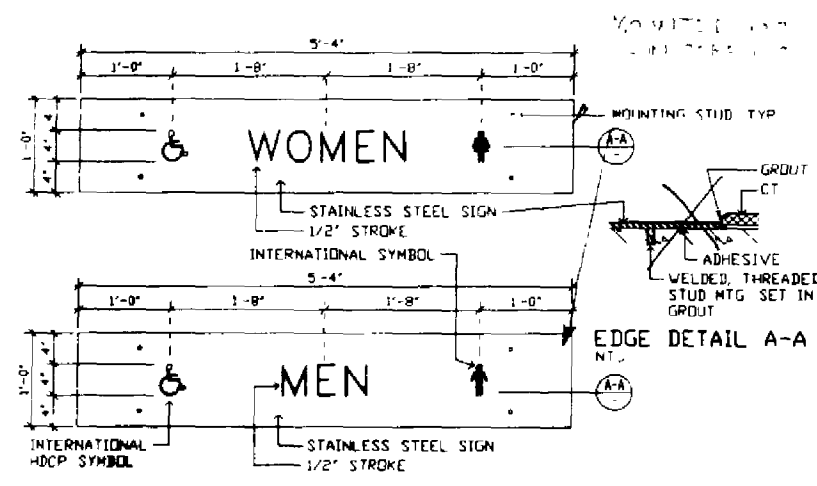 5'-4"
1'-0" 1-8" 1-8" 1-0"
1-0"
4
4"
4"
WOMEN
MOUNTING STUD TYP
A-A
GROUT
CT
STAINLESS STEEL SIGN
1/2" STROKE
ADHESIVE
WELDED, THREADED
STUD MTG SET IN
GROUT
INTERNATIONAL SYMBOL
EDGE DETAIL A-A
5-4"
1'-0" 1-8" 1'-8" 1-0"
1'-0"
4"
4"
4"
MEN
A-A
INTERNATIONAL
HDCP SYMBOL
STAINLESS STEEL SIGN
1/2" STROKE